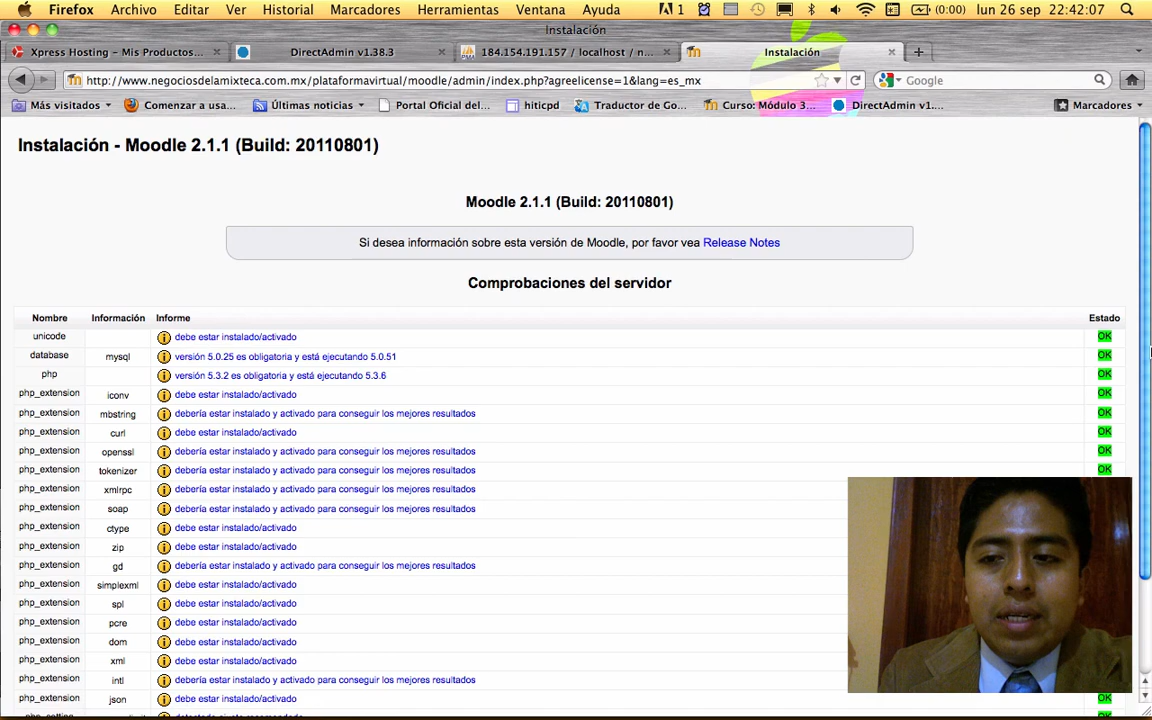 Firefox Archivo Editar Ver Historial Marcadores Herramientas Ventana Ayuda 1 (0:00) lun 26 sep 22:42:07
Instalación
Xpress Hosting - Mis Productos... DirectAdmin v1.38.3 184.154.191.157 / localhost / n... Instalación
http://www.negociosdelamixteca.com.mx/plataformavirtual/moodle/admin/index.php?agreelicense=1&lang=es_mx Google
Más visitados Comenzar a usa... Últimas noticias Portal Oficial del... hiticpd Traductor de Go... Curso: Módulo 3... DirectAdmin v1.... Marcadores
Instalación - Moodle 2.1.1 (Build: 20110801)
Moodle 2.1.1 (Build: 20110801)
Si desea información sobre esta versión de Moodle, por favor vea Release Notes
Comprobaciones del servidor
Nombre Información Informe Estado
unicode debe estar instalado/activado OK
database mysql versión 5.0.25 es obligatoria y está ejecutando 5.0.51 OK
php versión 5.3.2 es obligatoria y está ejecutando 5.3.6 OK
php_extension iconv debe estar instalado/activado OK
php_extension mbstring debería estar instalado y activado para conseguir los mejores resultados OK
php_extension curl debe estar instalado/activado OK
php_extension openssl debería estar instalado y activado para conseguir los mejores resultados OK
php_extension tokenizer debería estar instalado y activado para conseguir los mejores resultados OK
php_extension xmlrpc debería estar instalado y activado para conseguir los mejores resultados
php_extension soap debería estar instalado y activado para conseguir los mejores resultados
php_extension ctype debe estar instalado/activado
php_extension zip debe estar instalado/activado
php_extension gd debería estar instalado y activado para conseguir los mejores resultados
php_extension simplexml debe estar instalado/activado
php_extension spl debe estar instalado/activado
php_extension pcre debe estar instalado/activado
php_extension dom debe estar instalado/activado
php_extension xml debe estar instalado/activado
php_extension intl debería estar instalado y activado para conseguir los mejores resultados
php_extension json debe estar instalado/activado OK